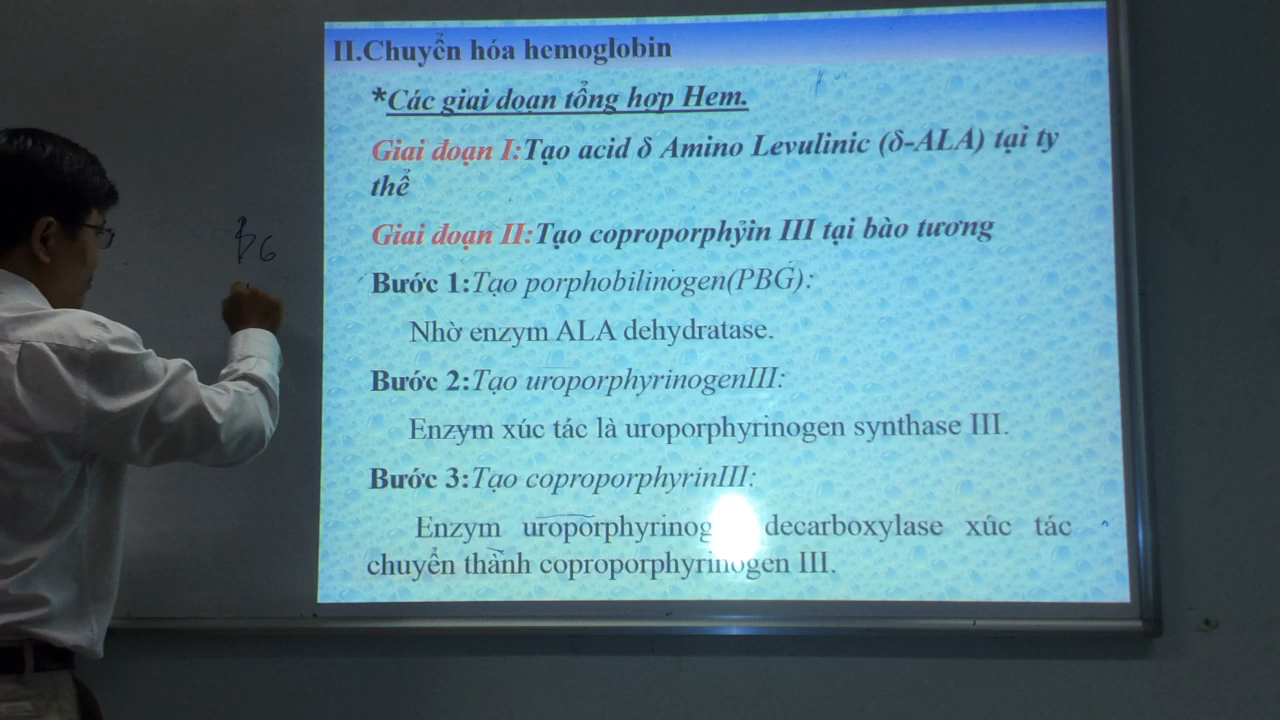 II.Chuyển hóa hemoglobin
*Các giai đoạn tổng hợp Hem.
Giai đoạn I:Tạo acid δ Amino Levulinic (δ-ALA) tại ty
thể
Giai đoạn II:Tạo coproporphỷin III tại bào tương
B6
Bước 1:Tạo porphobilinogen(PBG):
Nhờ enzym ALA dehydratase.
Bước 2:Tạo uroporphyrinogenIII:
Enzym xúc tác là uroporphyrinogen synthase III.
Bước 3:Tạo coproporphyrinIII:
Enzym uroporphyrinog decarboxylase xúc tác
chuyển thành coproporphyrinogen III.